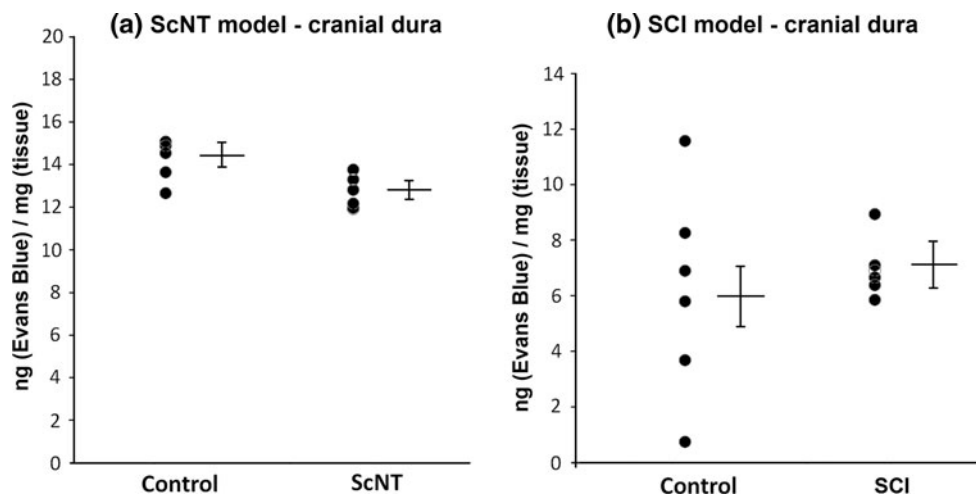 (a) ScNT model - cranial dura
ng (Evans Blue) / mg (tissue)
20
18
16
14
12
10
8
6
4
2
0
Control
ScNT
(b) SCI model - cranial dura
ng (Evans Blue) / mg (tissue)
14
12
10
8
6
4
2
0
Control
SCI